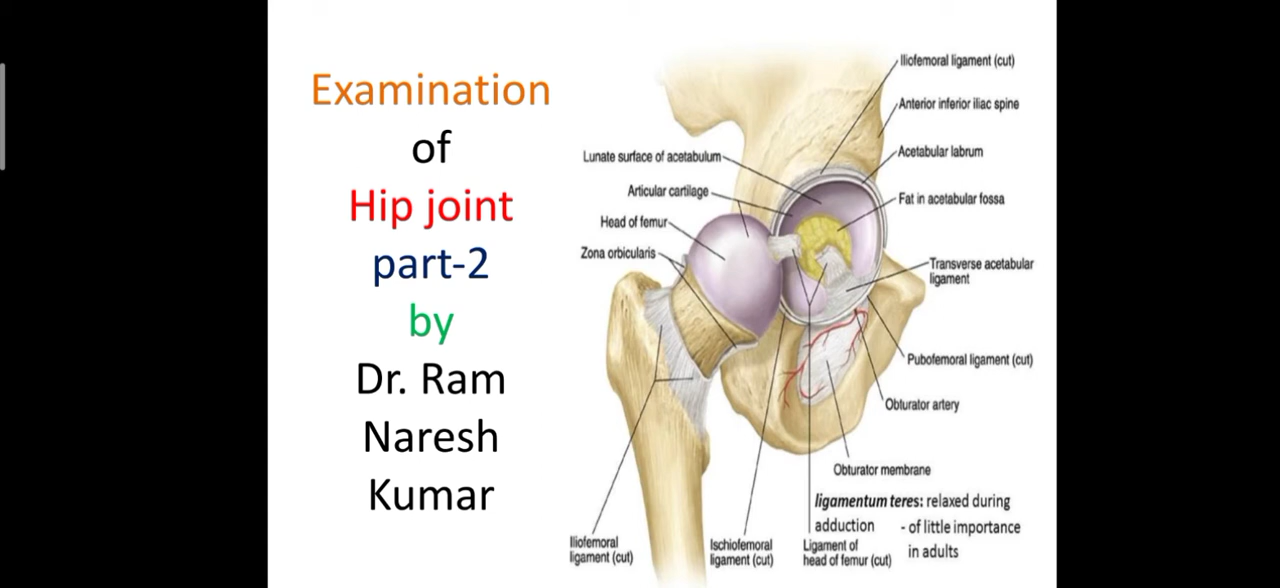 Examination
of
Hip joint
part-2
by
Dr. Ram
Naresh
Kumar
Iliofemoral ligament (cut)
Anterior inferior iliac spine
Acetabular labrum
Fat in acetabular fossa
Transverse acetabular
ligament
Pubofemoral ligament (cut)
Obturator artery
Obturator membrane
Lunate surface of acetabulum
Articular cartilage
Head of femur
Zona orbicularis
Iliofemoral
ligament (cut)
Ischiofemoral
ligament (cut)
Ligament of
head of femur (cut)
ligamentum teres: relaxed during
adduction - of little importance
in adults